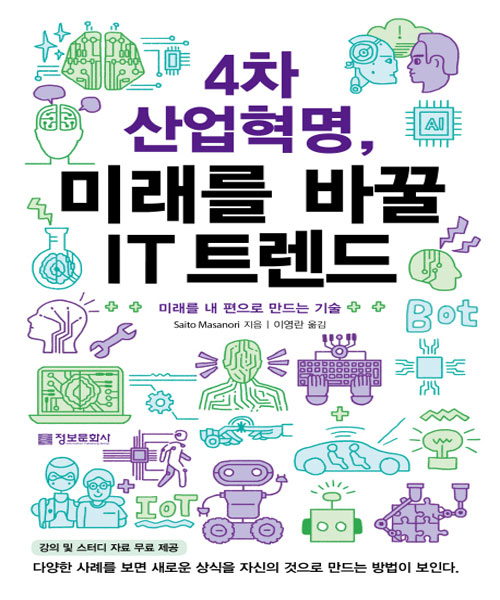 4차
산업혁명,
미래를 바꿀
IT 트렌드
미래를 내 편으로 만드는 기술
Saito Masanori 지음 | 이영란 옮김
AI
Bot
정보문화사
IoT
강의 및 스터디 자료 무료 제공
다양한 사례를 보면 새로운 상식을 자신의 것으로 만드는 방법이 보인다.